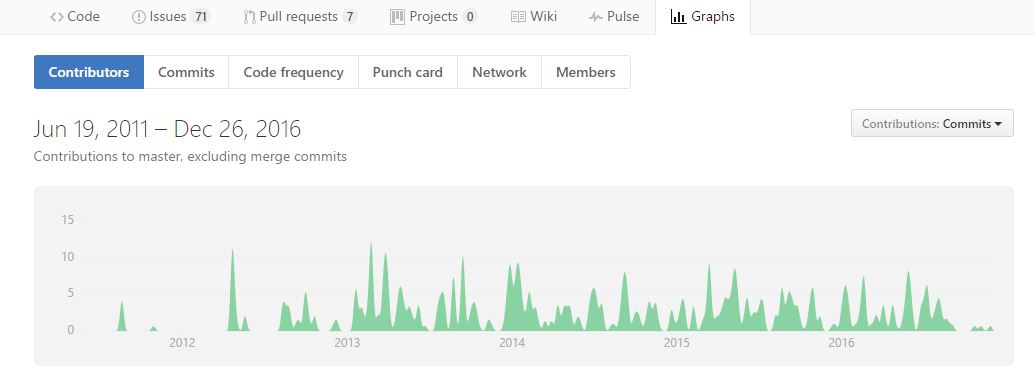 Code Issues 71 Pull requests 7 Projects 0 Wiki Pulse Graphs
Contributors Commits Code frequency Punch card Network Members
Jun 19, 2011 – Dec 26, 2016
Contributions: Commits
Contributions to master, excluding merge commits
15
10
5
0
2012 2013 2014 2015 2016